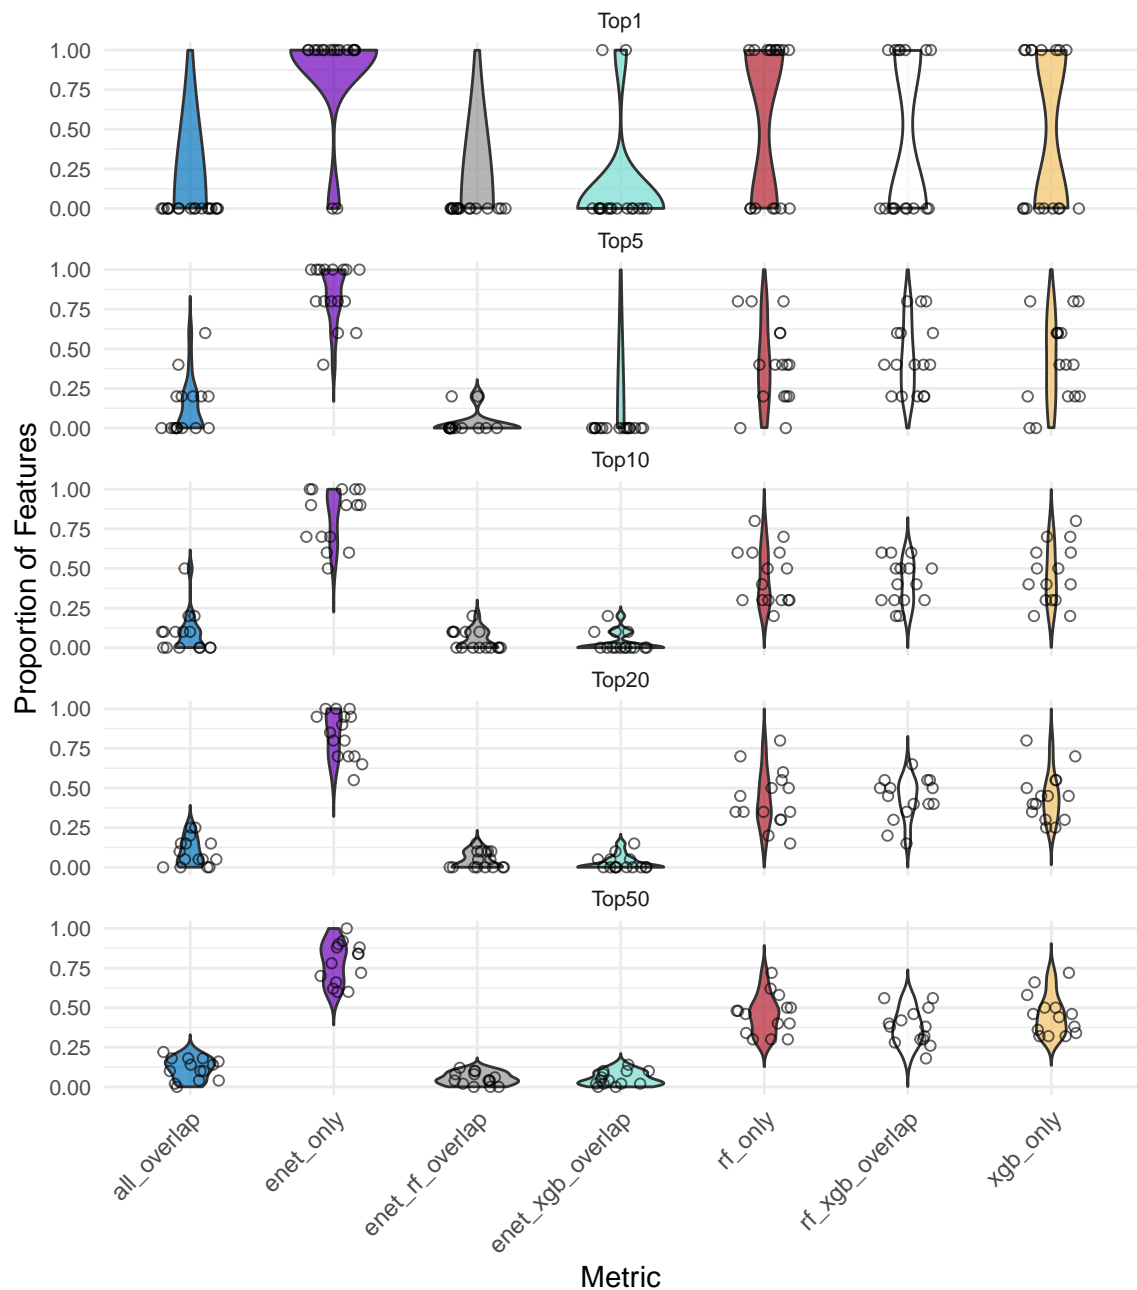 Top1
1.00
0.75
0.50
0.25
0.00
Top5
1.00
0.75
0.50
0.25
0.00
Top10
1.00
0.75
0.50
0.25
0.00
Top20
1.00
0.75
0.50
0.25
0.00
Top50
1.00
0.75
0.50
0.25
0.00
Proportion of Features
all_overlap
enet_only
enet_rf_overlap
enet_xgb_overlap
rf_only
rf_xgb_overlap
xgb_only
Metric